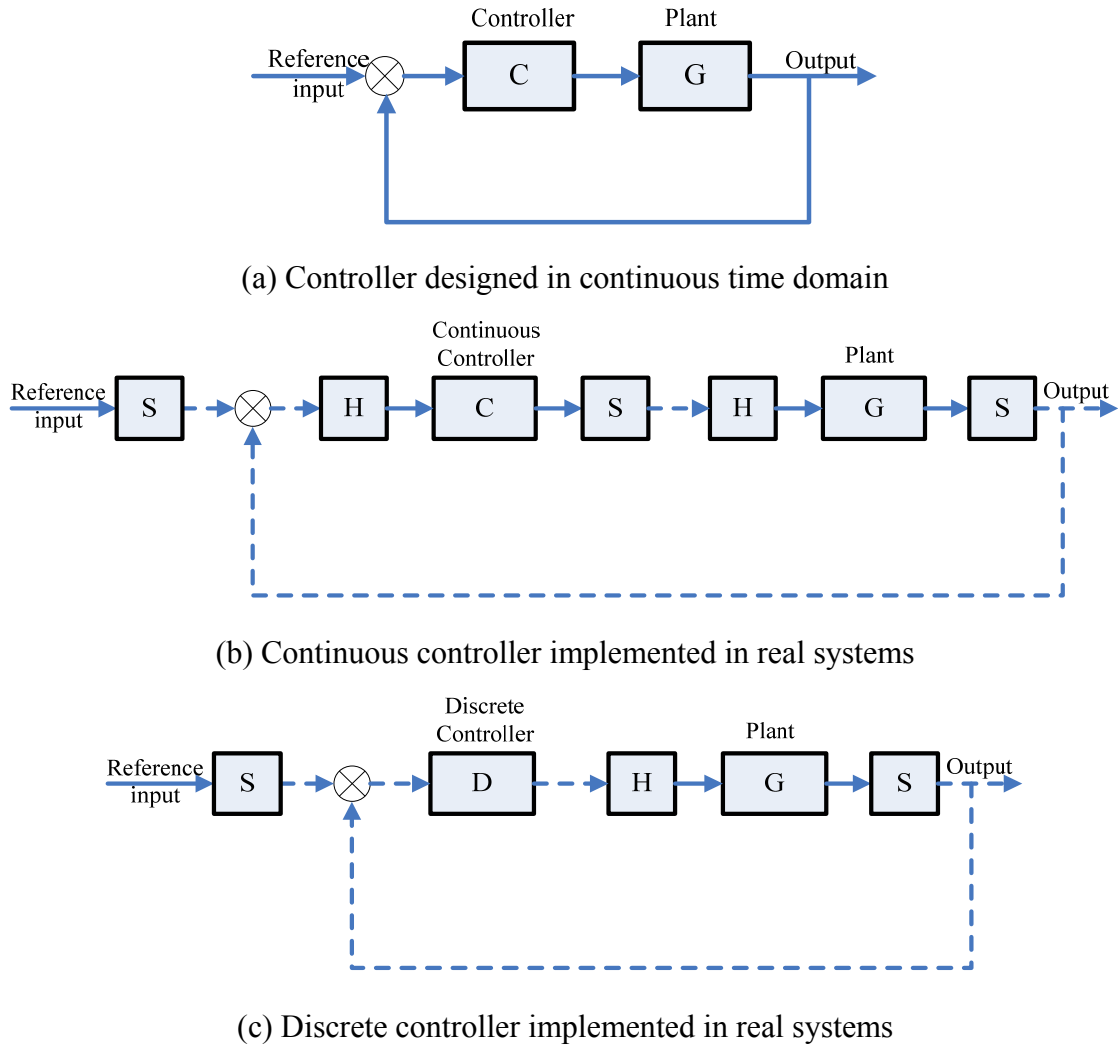 Controller
Plant
Reference
input
C
G
Output
(a) Controller designed in continuous time domain
Continuous
Controller
Plant
Reference
input
S
H
C
S
H
G
S
Output
(b) Continuous controller implemented in real systems
Discrete
Controller
Plant
Reference
input
S
D
H
G
S
Output
(c) Discrete controller implemented in real systems